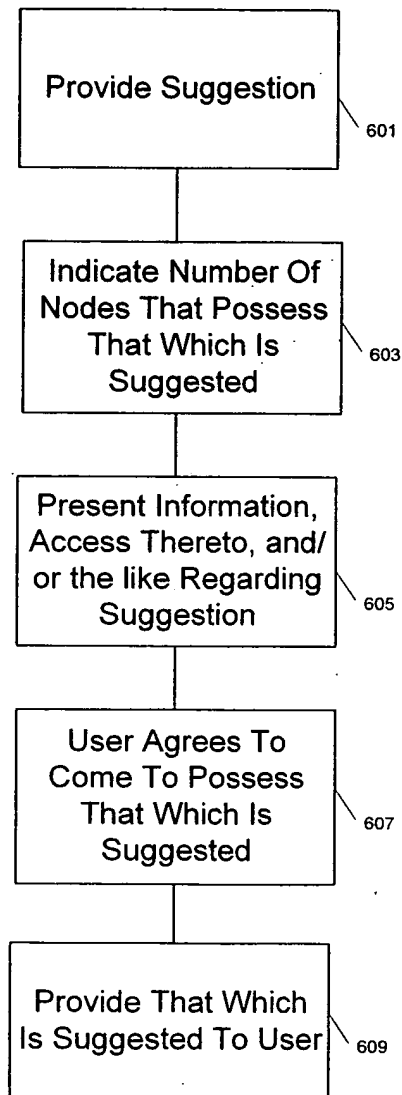 Provide Suggestion
601
Indicate Number Of
Nodes That Possess
That Which Is
Suggested
603
Present Information,
Access Thereto, and/
or the like Regarding
Suggestion
605
User Agrees To
Come To Possess
That Which Is
Suggested
607
Provide That Which
Is Suggested To User
609